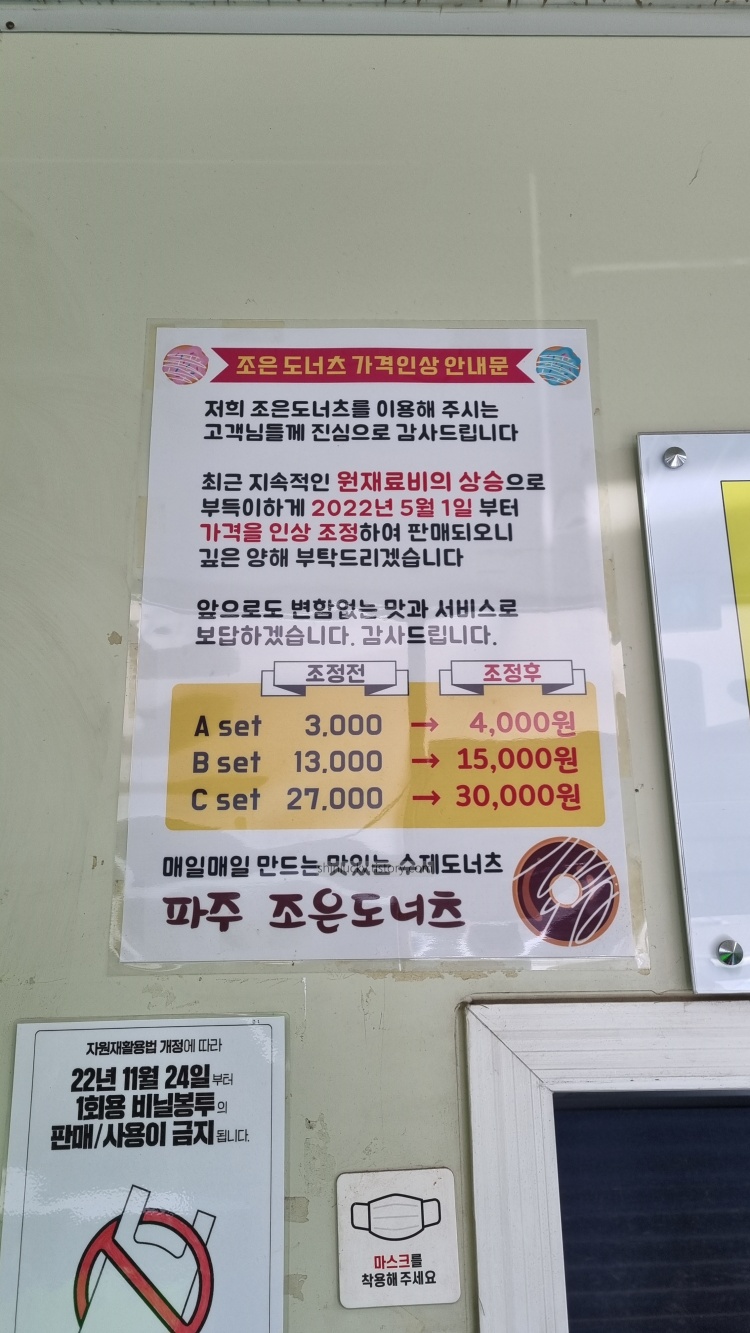 조은 도너츠 가격인상 안내문
저희 조은도너츠를 이용해 주시는
고객님들께 진심으로 감사드립니다
최근 지속적인 원재료비의 상승으로
부득이하게 2022년 5월 1일 부터
가격을 인상 조정하여 판매되오니
깊은 양해 부탁드리겠습니다
앞으로도 변함없는 맛과 서비스로
보답하겠습니다. 감사드립니다.
조정전 조정후
A set 3,000 → 4,000원
B set 13,000 → 15,000원
C set 27,000 → 30,000원
매일매일 만드는 맛있는 수제도너츠
파주 조은도너츠
자원재활용법 개정에 따라
22년 11월 24일부터
1회용 비닐봉투의
판매/사용이 금지됩니다.
마스크를
착용해 주세요